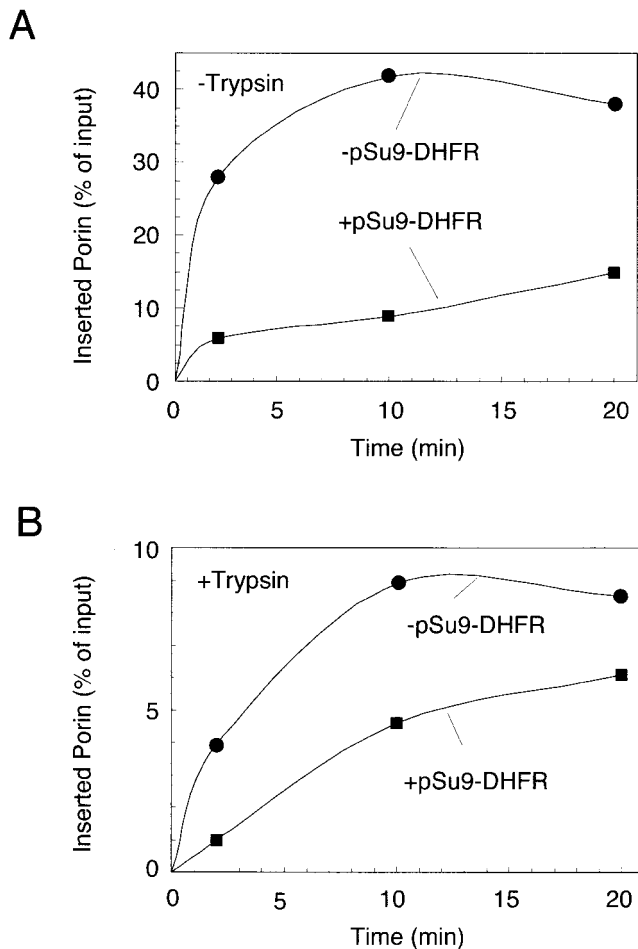 A
Inserted Porin (% of input)
-Trypsin
40
30
20
10
0
-pSu9-DHFR
+pSu9-DHFR
0 5 10 15 20
Time (min)
B
Inserted Porin (% of input)
+Trypsin
10
5
0
-pSu9-DHFR
+pSu9-DHFR
0 5 10 15 20
Time (min)